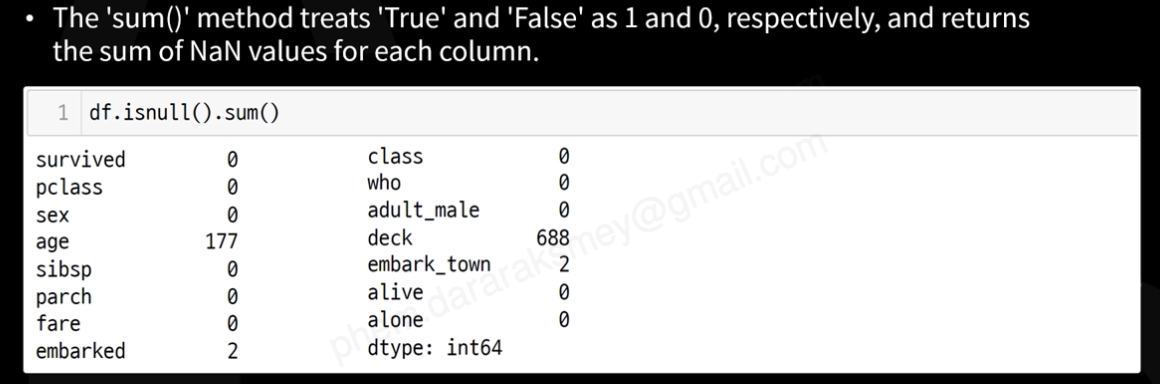 • The 'sum()' method treats 'True' and 'False' as 1 and 0, respectively, and returns
the sum of NaN values for each column.
1 df.isnull().sum()
survived 0
pclass 0
sex 0
age 177
sibsp 0
parch 0
fare 0
embarked 2
class 0
who 0
adult_male 0
deck 688
embark_town 2
alive 0
alone 0
dtype: int64